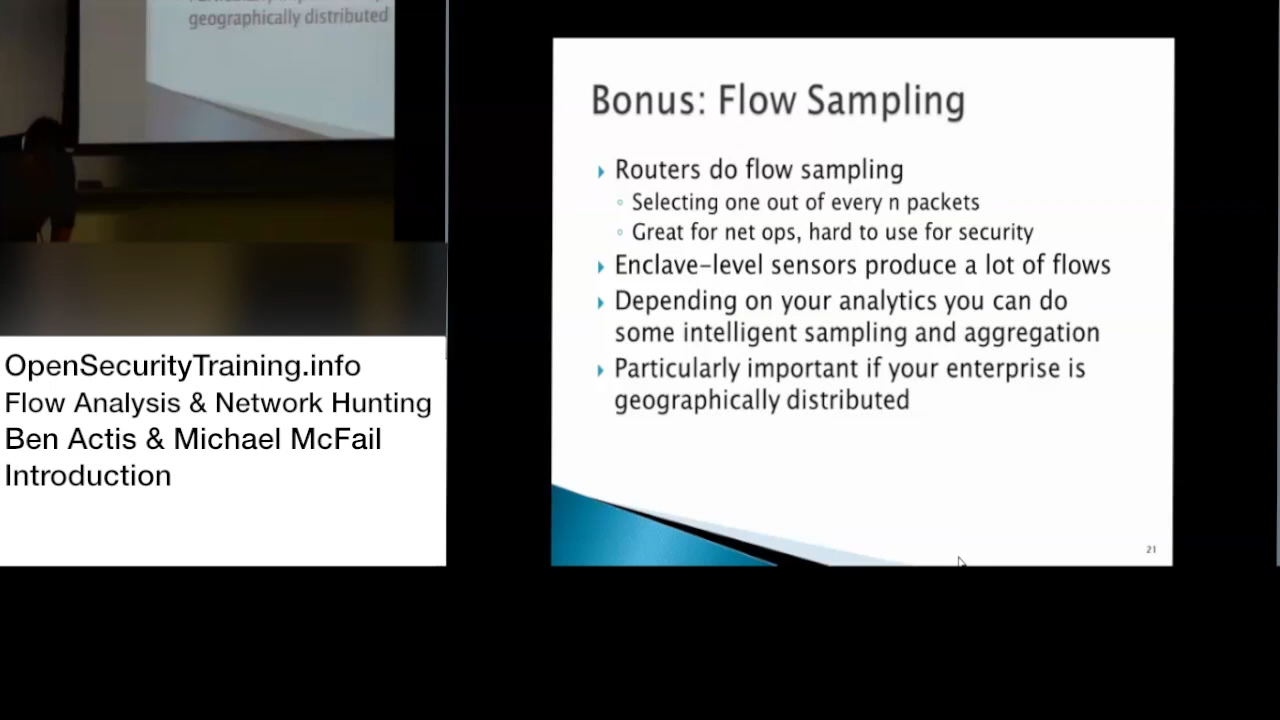 geographically distributed
OpenSecurityTraining.info
Flow Analysis & Network Hunting
Ben Actis & Michael McFail
Introduction
Bonus: Flow Sampling
Routers do flow sampling
Selecting one out of every n packets
Great for net ops, hard to use for security
Enclave-level sensors produce a lot of flows
Depending on your analytics you can do
some intelligent sampling and aggregation
Particularly important if your enterprise is
geographically distributed
21